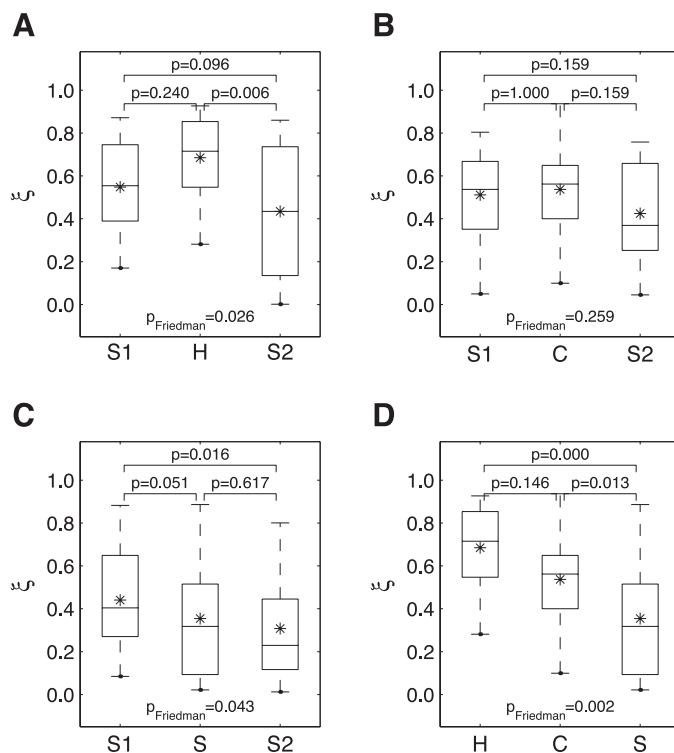 A
p=0.096
p=0.240 p=0.006
1.0
0.8
0.6
0.4
0.2
0.0
ξ
pFriedman=0.026
S1 H S2
B
p=0.159
p=1.000 p=0.159
1.0
0.8
0.6
0.4
0.2
0.0
ξ
pFriedman=0.259
S1 C S2
C
p=0.016
p=0.051 p=0.617
1.0
0.8
0.6
0.4
0.2
0.0
ξ
pFriedman=0.043
S1 S S2
D
p=0.000
p=0.146 p=0.013
1.0
0.8
0.6
0.4
0.2
0.0
ξ
pFriedman=0.002
H C S